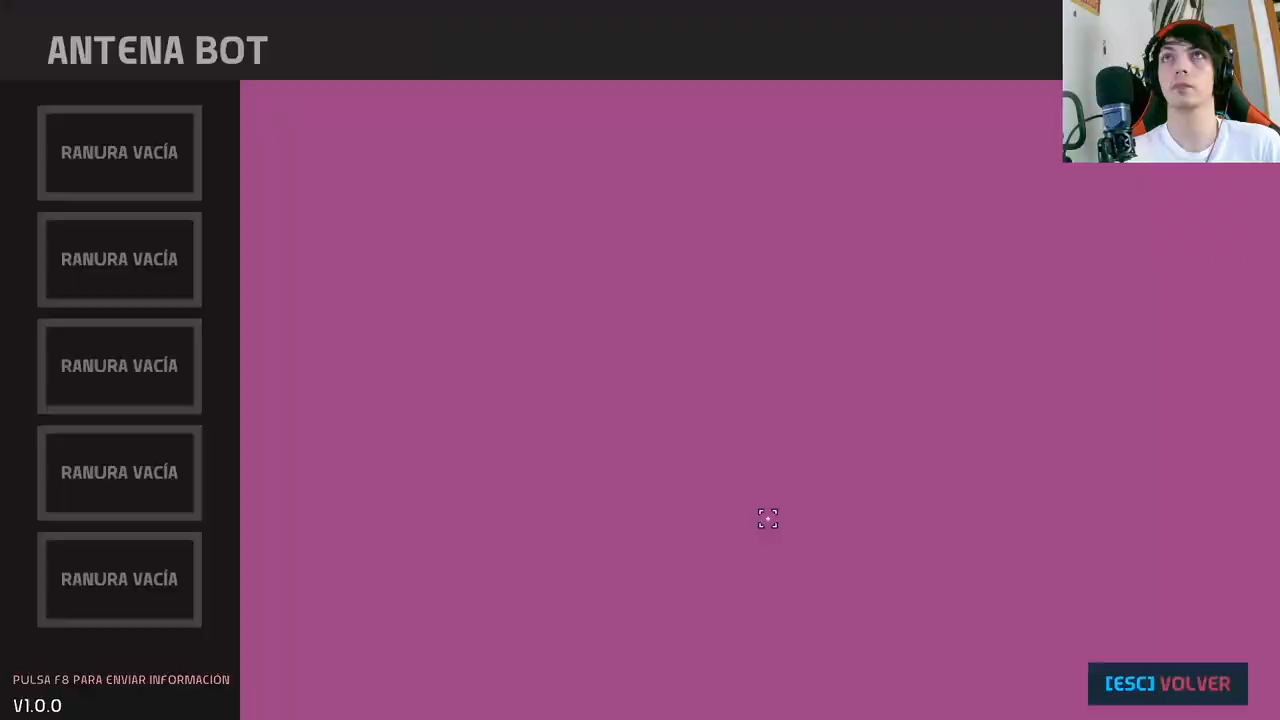 ANTENA BOT
RANURA VACÍA
RANURA VACÍA
RANURA VACÍA
RANURA VACÍA
RANURA VACÍA
PULSA F8 PARA ENVIAR INFORMACIÓN
V1.0.0
[ESC] VOLVER